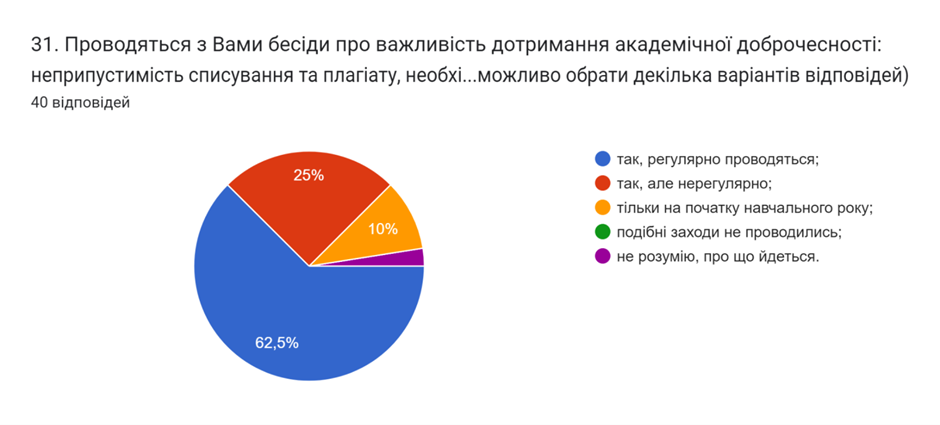 31. Проводяться з Вами бесіди про важливість дотримання академічної доброчесності:
неприпустимість списування та плагіату, необхі...можливо обрати декілька варіантів відповідей)
40 відповідей
так, регулярно проводяться;
так, але нерегулярно;
тільки на початку навчального року;
подібні заходи не проводились;
не розумію, про що йдеться.
25%
10%
62,5%